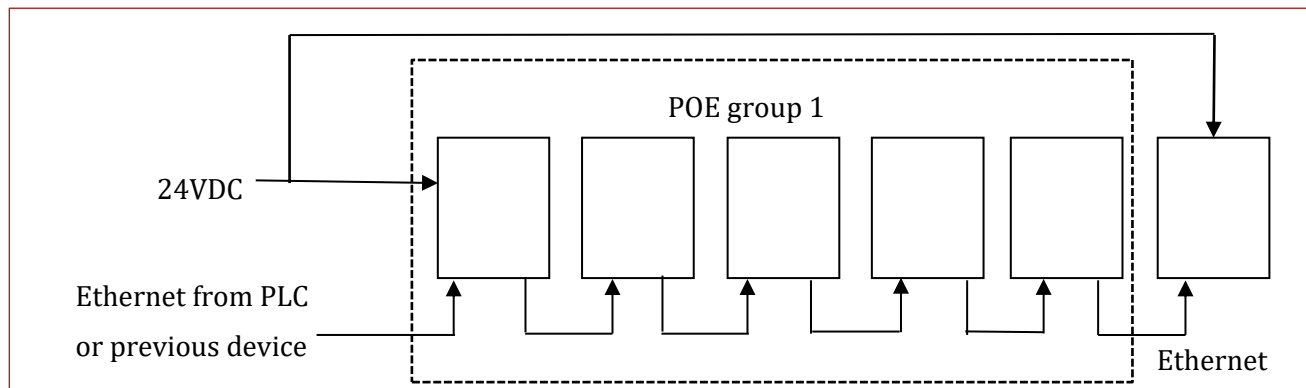 POE group 1
24VDC
Ethernet from PLC
or previous device
Ethernet